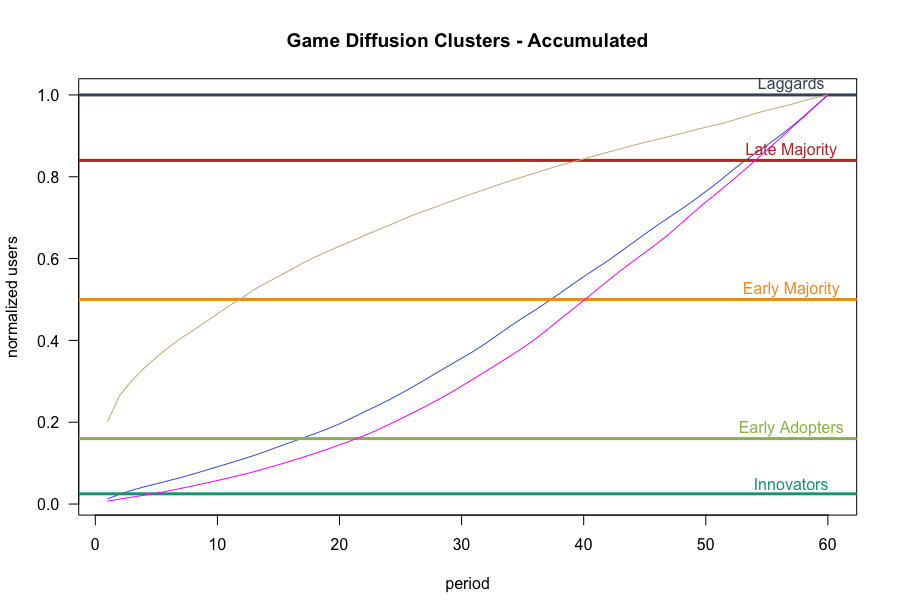 Game Diffusion Clusters - Accumulated
Laggards
1.0
Late Majority
0.8
0.6
Early Majority
0.4
Early Adopters
0.2
Innovators
0.0
normalized users
0 10 20 30 40 50 60
period